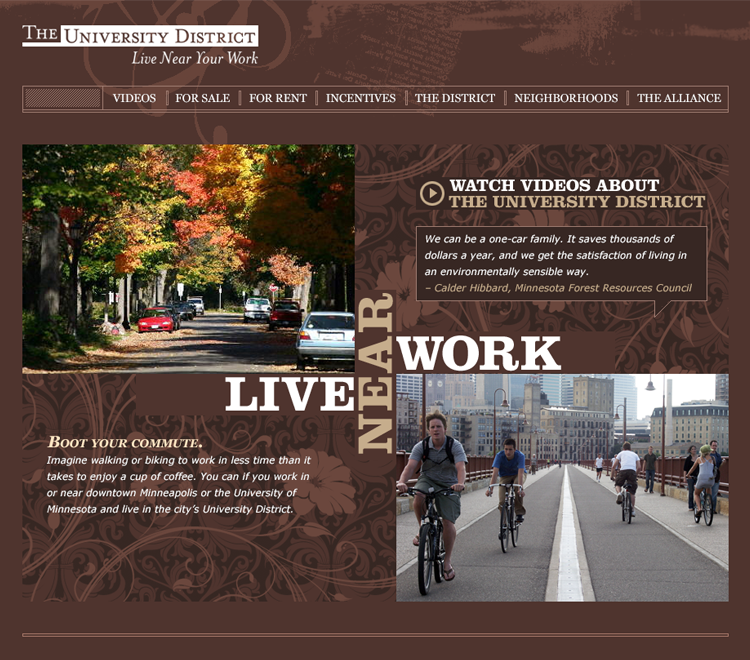 THE UNIVERSITY DISTRICT
Live Near Your Work
VIDEOS FOR SALE FOR RENT INCENTIVES THE DISTRICT NEIGHBORHOODS THE ALLIANCE
WATCH VIDEOS ABOUT
THE UNIVERSITY DISTRICT
We can be a one-car family. It saves thousands of
dollars a year, and we get the satisfaction of living in
an environmentally sensible way.
– Calder Hibbard, Minnesota Forest Resources Council
LIVE
NEAR
WORK
BOOT YOUR COMMUTE.
Imagine walking or biking to work in less time than it
takes to enjoy a cup of coffee. You can if you work in
or near downtown Minneapolis or the University of
Minnesota and live in the city's University District.